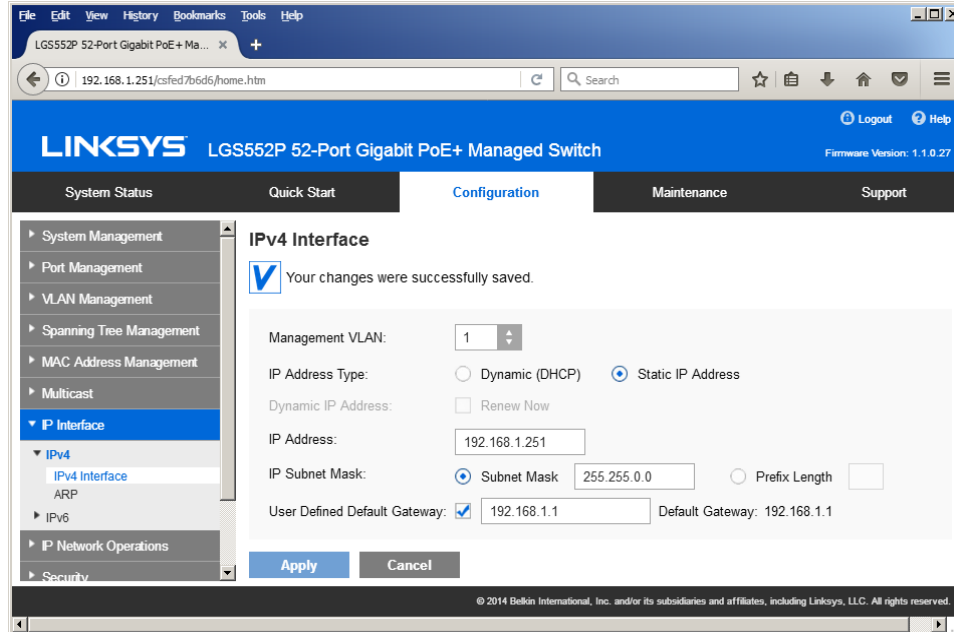 File Edit View History Bookmarks Tools Help
LGS552P 52-Port Gigabit PoE+ Ma... × +
192.168.1.251/csfed7b6d6/home.htm Search
Logout Help
LINKSYS LGS552P 52-Port Gigabit PoE+ Managed Switch
Firmware Version: 1.1.0.27
System Status Quick Start Configuration Maintenance Support
System Management
Port Management
VLAN Management
Spanning Tree Management
MAC Address Management
Multicast
IP Interface
IPv4
IPv4 Interface
ARP
IPv6
IP Network Operations
Security
IPv4 Interface
Your changes were successfully saved.
Management VLAN: 1
IP Address Type: Dynamic (DHCP) Static IP Address
Dynamic IP Address: Renew Now
IP Address: 192.168.1.251
IP Subnet Mask: Subnet Mask 255.255.0.0 Prefix Length
User Defined Default Gateway: 192.168.1.1 Default Gateway: 192.168.1.1
Apply Cancel
© 2014 Belkin International, Inc. and/or its subsidiaries and affiliates, including Linksys, LLC. All rights reserved.